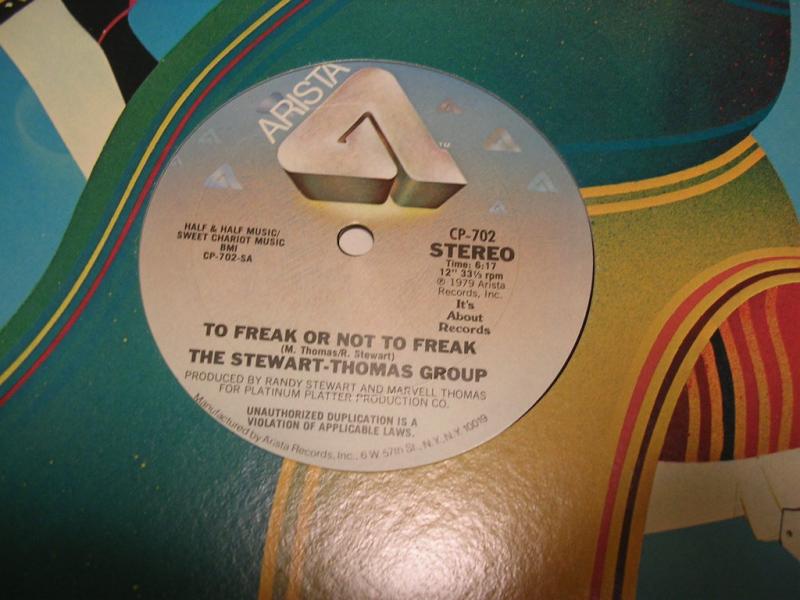 ARISTA
TM
HALF & HALF MUSIC/
SWEET CHARIOT MUSIC
BMI
CP-702-SA
CP-702
STEREO
Time: 6:17
12" 33⅓ rpm
℗ 1979 Arista
Records, Inc.
It's
About
Records
TO FREAK OR NOT TO FREAK
(M. Thomas/R. Stewart)
THE STEWART-THOMAS GROUP
PRODUCED BY RANDY STEWART AND MARVELL THOMAS
FOR PLATINUM PLATTER PRODUCTION CO.
UNAUTHORIZED DUPLICATION IS A
VIOLATION OF APPLICABLE LAWS.
Manufactured by Arista Records, Inc., 6 W. 57th St., N.Y., N.Y. 10019